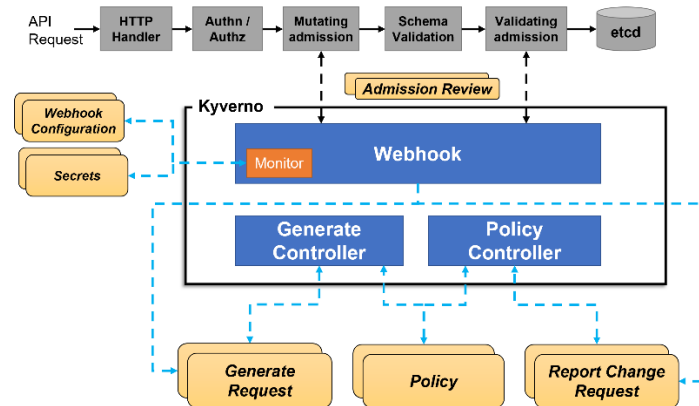 API
Request
HTTP
Handler
Authn /
Authz
Mutating
admission
Schema
Validation
Validating
admission
etcd
Admission Review
Kyverno
Webhook
Configuration
Secrets
Monitor
Webhook
Generate
Controller
Policy
Controller
Generate
Request
Policy
Report Change
Request